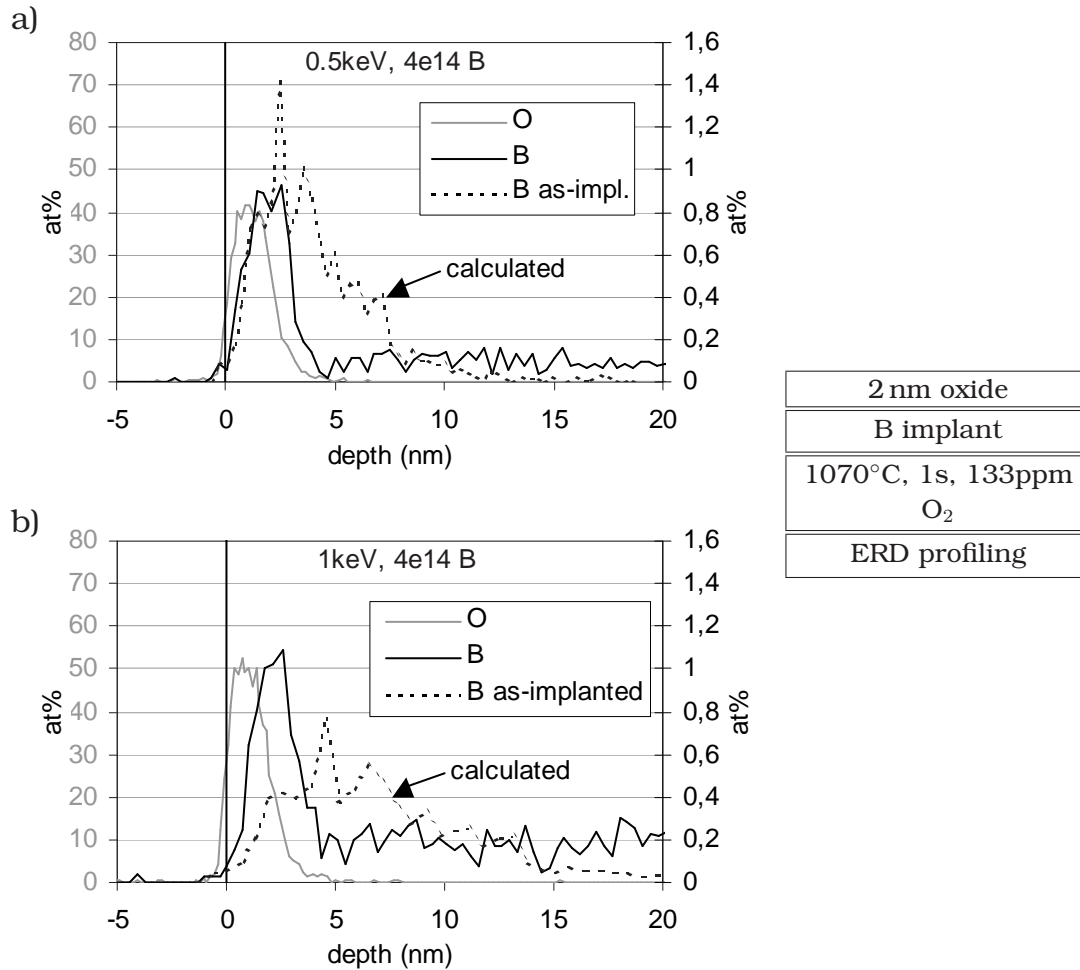 a)
0.5keV, 4e14 B
80
70
60
50
40
30
20
10
0
at%
1,6
1,4
1,2
1
0,8
0,6
0,4
0,2
0
at%
O
B
B as-impl.
calculated
-5 0 5 10 15 20
depth (nm)
b)
1keV, 4e14 B
80
70
60
50
40
30
20
10
0
at%
1,6
1,4
1,2
1
0,8
0,6
0,4
0,2
0
at%
O
B
B as-implanted
calculated
-5 0 5 10 15 20
depth (nm)
2 nm oxide
B implant
1070°C, 1s, 133ppm
O₂
ERD profiling